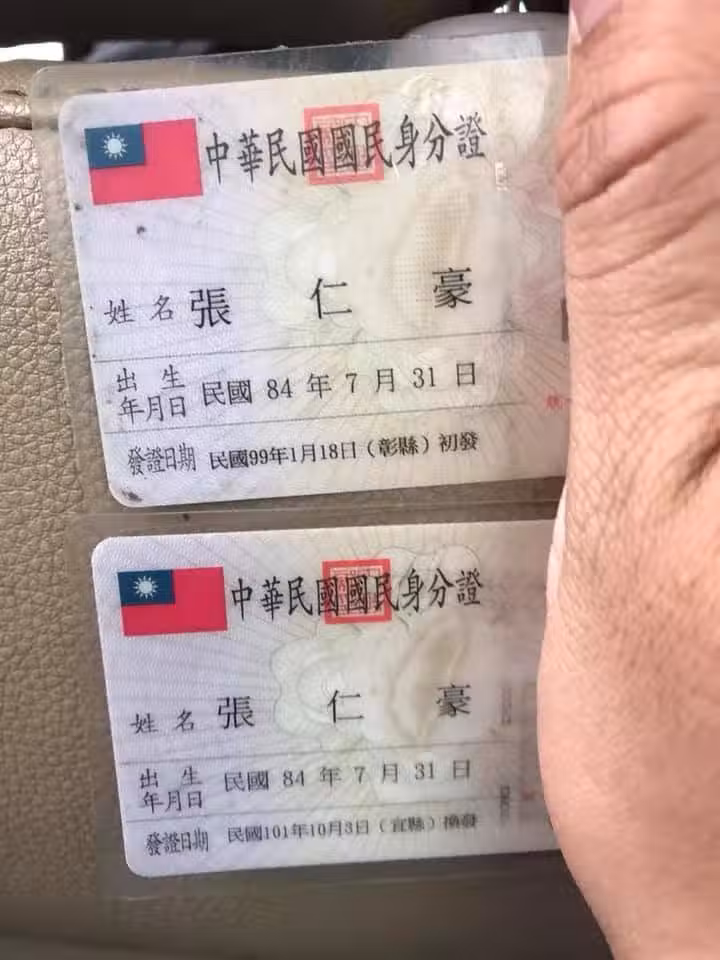 中華民國國民身分證
姓名 張仁豪
出生年月日 民國 84 年 7 月 31 日
發證日期 民國99年1月18日（彰縣）初發
中華民國國民身分證
姓名 張仁豪
出生年月日 民國 84 年 7 月 31 日
發證日期 民國101年10月3日（宜縣）換發